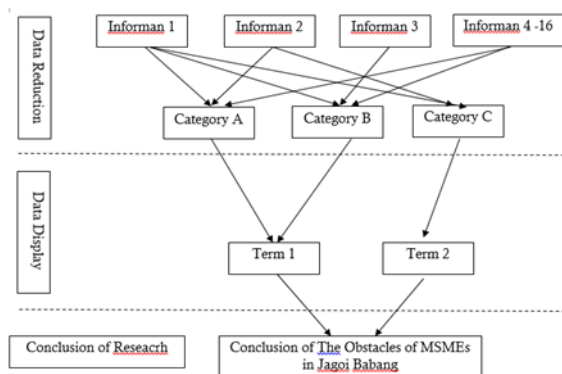 Informan 1
Informan 2
Informan 3
Informan 4 -16
Data Reduction
Category A
Category B
Category C
Data Display
Term 1
Term 2
Conclusion of Reseacrh
Conclusion of The Obstacles of MSMEs
in Jagoi Babang